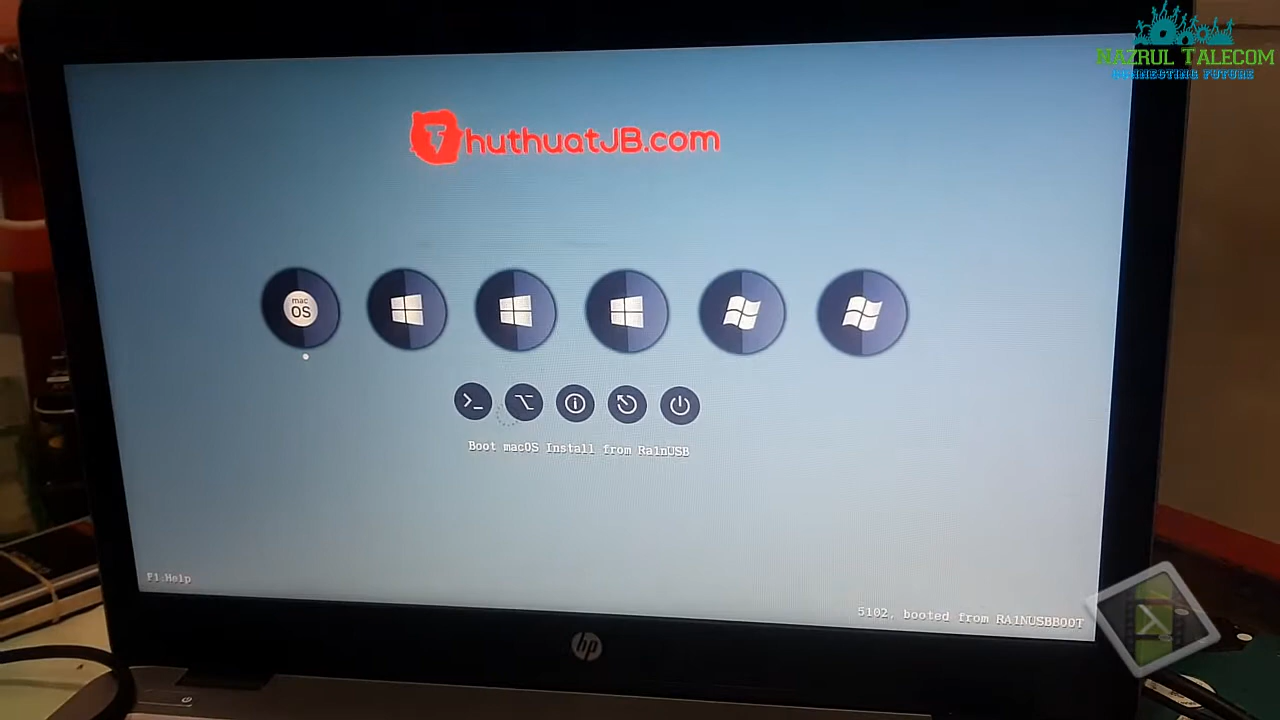 NAZRUL TALECOM
CONNECTING FUTURE
ThuthuatJB.com
mac
OS
Boot macOS Install from Ra1nUSB
F1:Help
5102, booted from RA1NUSBBOOT
hp